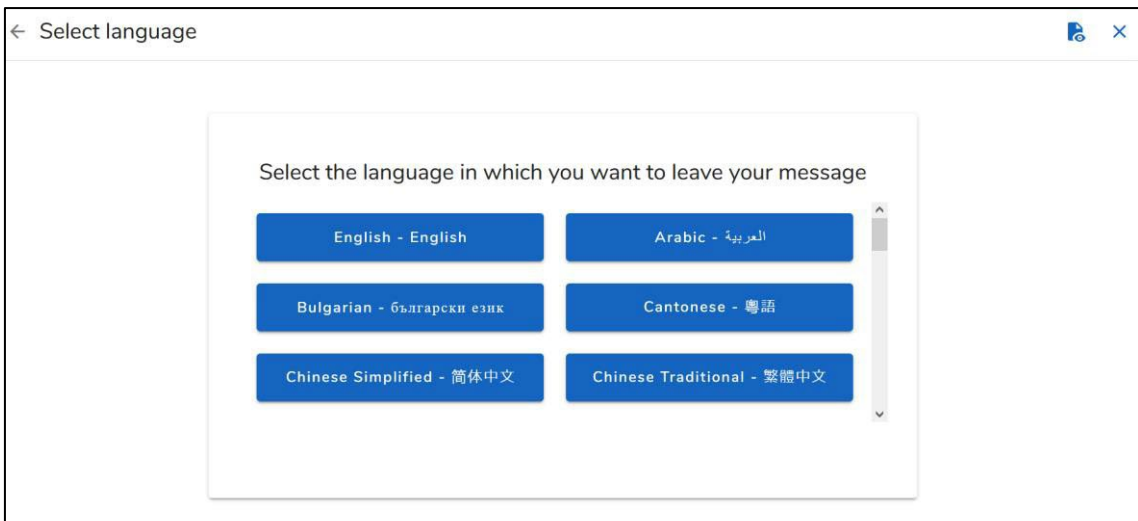 Select language
Select the language in which you want to leave your message
English - English
Arabic - العربية
Bulgarian - български език
Cantonese - 粵語
Chinese Simplified - 简体中文
Chinese Traditional - 繁體中文